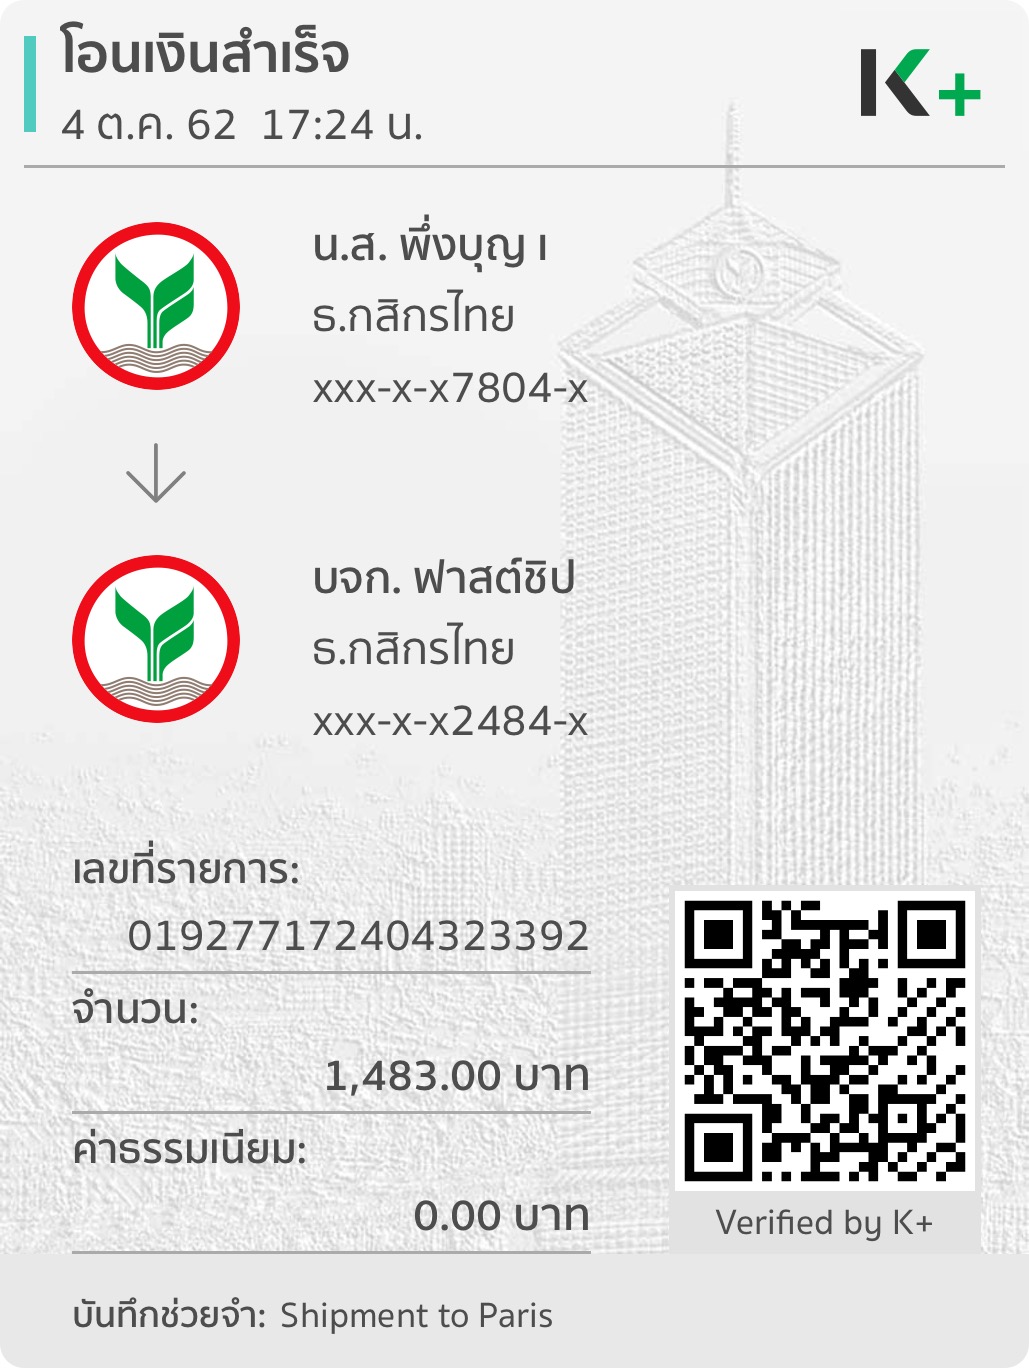 โอนเงินสำเร็จ
4 ต.ค. 62 17:24 น.
K+
น.ส. พึ่งบุญ เ
ธ.กสิกรไทย
xxx-x-x7804-x
บจก. ฟาสต์ชิป
ธ.กสิกรไทย
xxx-x-x2484-x
เลขที่รายการ:
019277172404323392
จำนวน:
1,483.00 บาท
ค่าธรรมเนียม:
0.00 บาท
Verified by K+
บันทึกช่วยจำ: Shipment to Paris